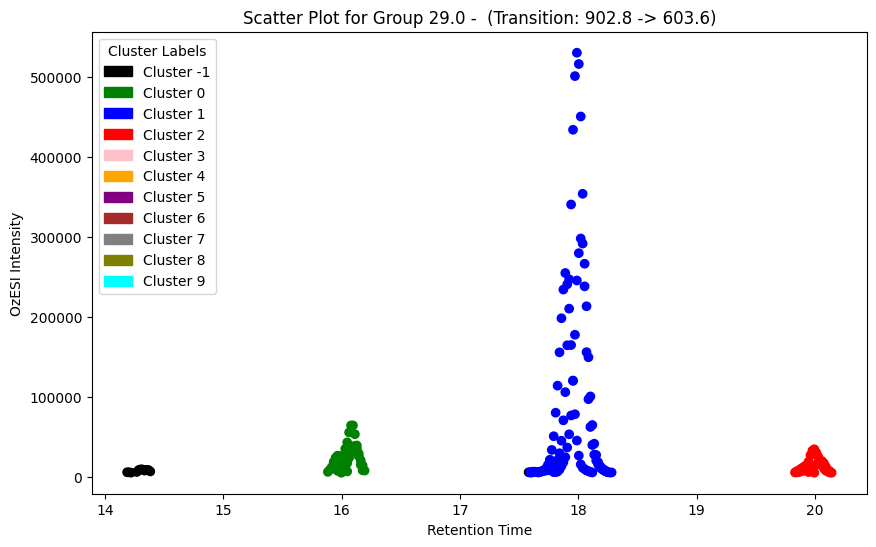 Scatter Plot for Group 29.0 -  (Transition: 902.8 -> 603.6)
Cluster Labels
Cluster -1
Cluster 0
Cluster 1
Cluster 2
Cluster 3
Cluster 4
Cluster 5
Cluster 6
Cluster 7
Cluster 8
Cluster 9
OzESI Intensity
500000
400000
300000
200000
100000
0
14 15 16 17 18 19 20
Retention Time